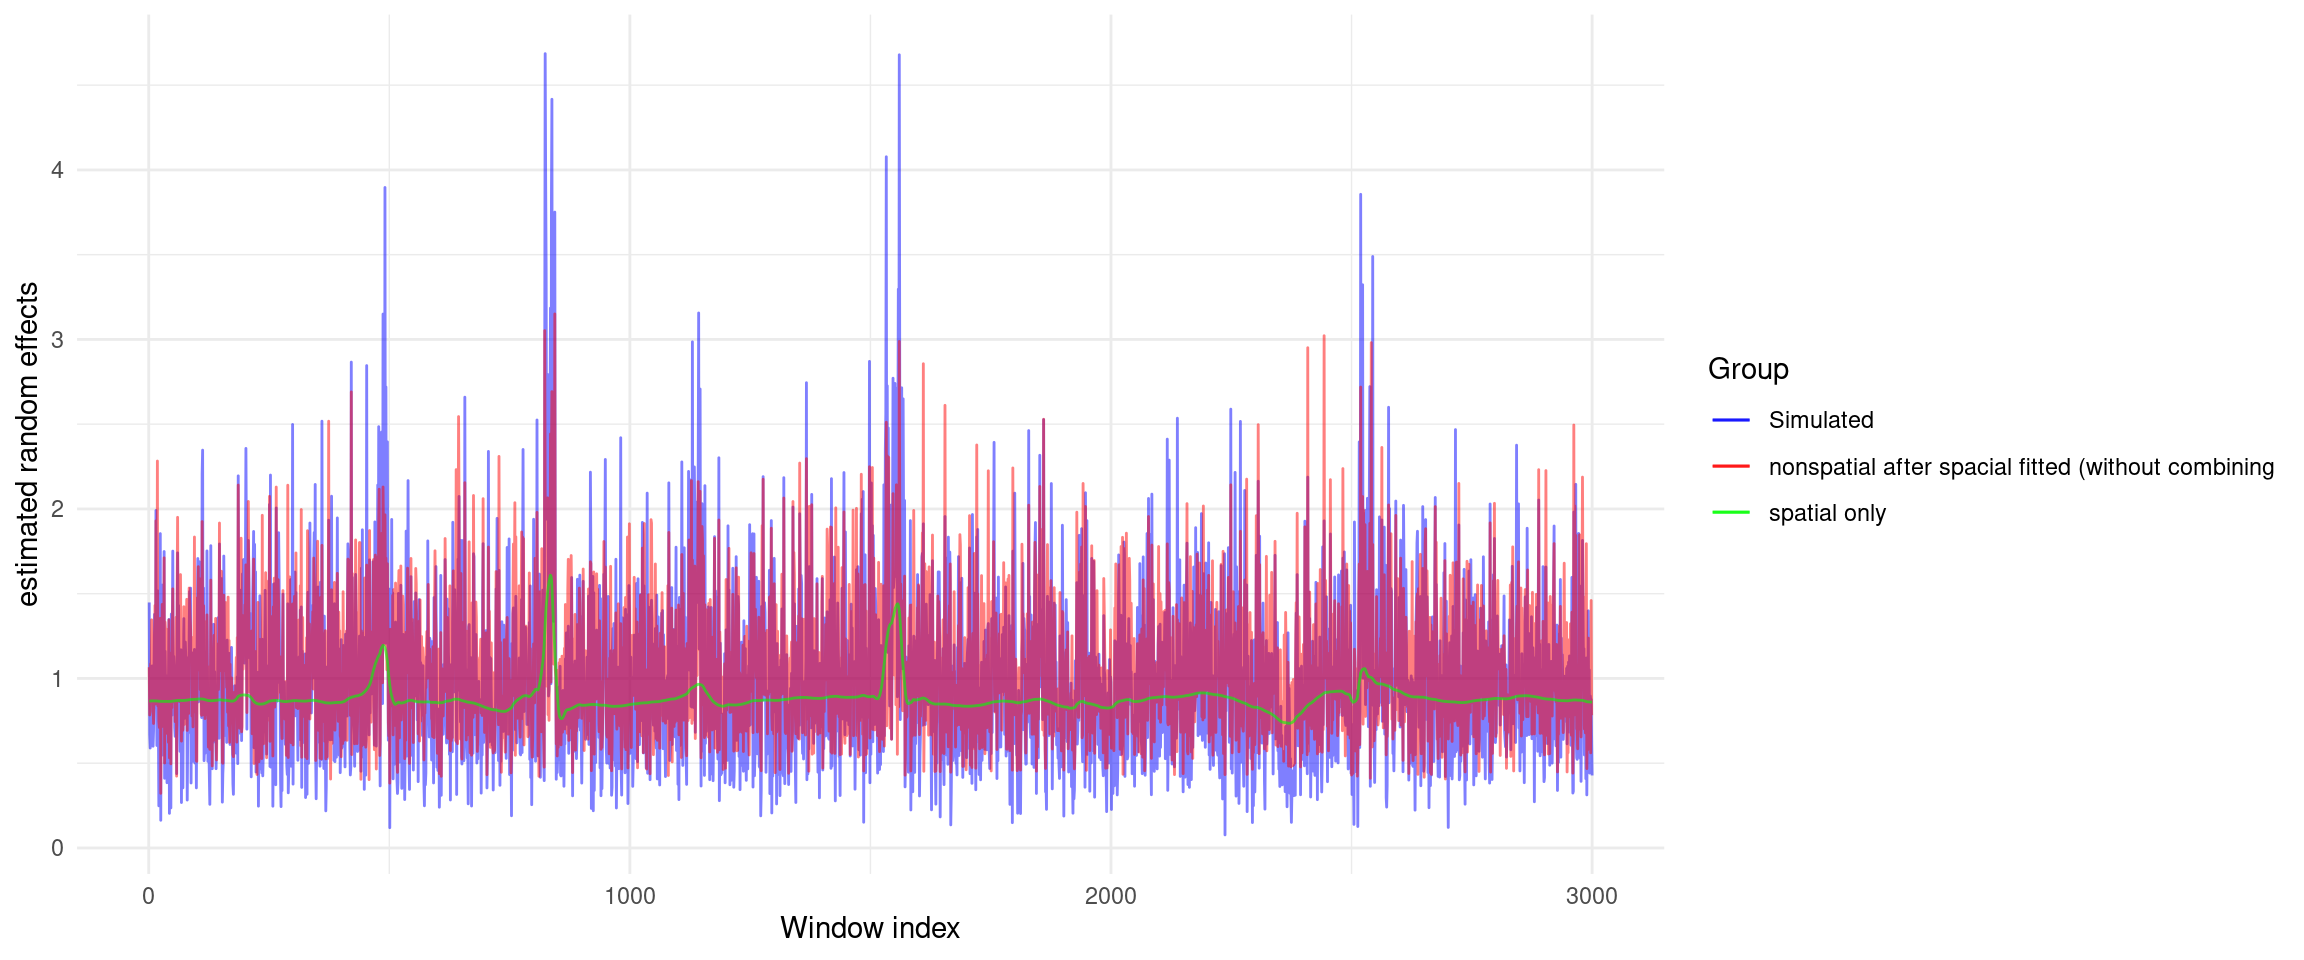 estimated random effects
4
3
2
1
0
0 1000 2000 3000
Window index
Group
Simulated
nonspatial after spacial fitted (without combining
spatial only